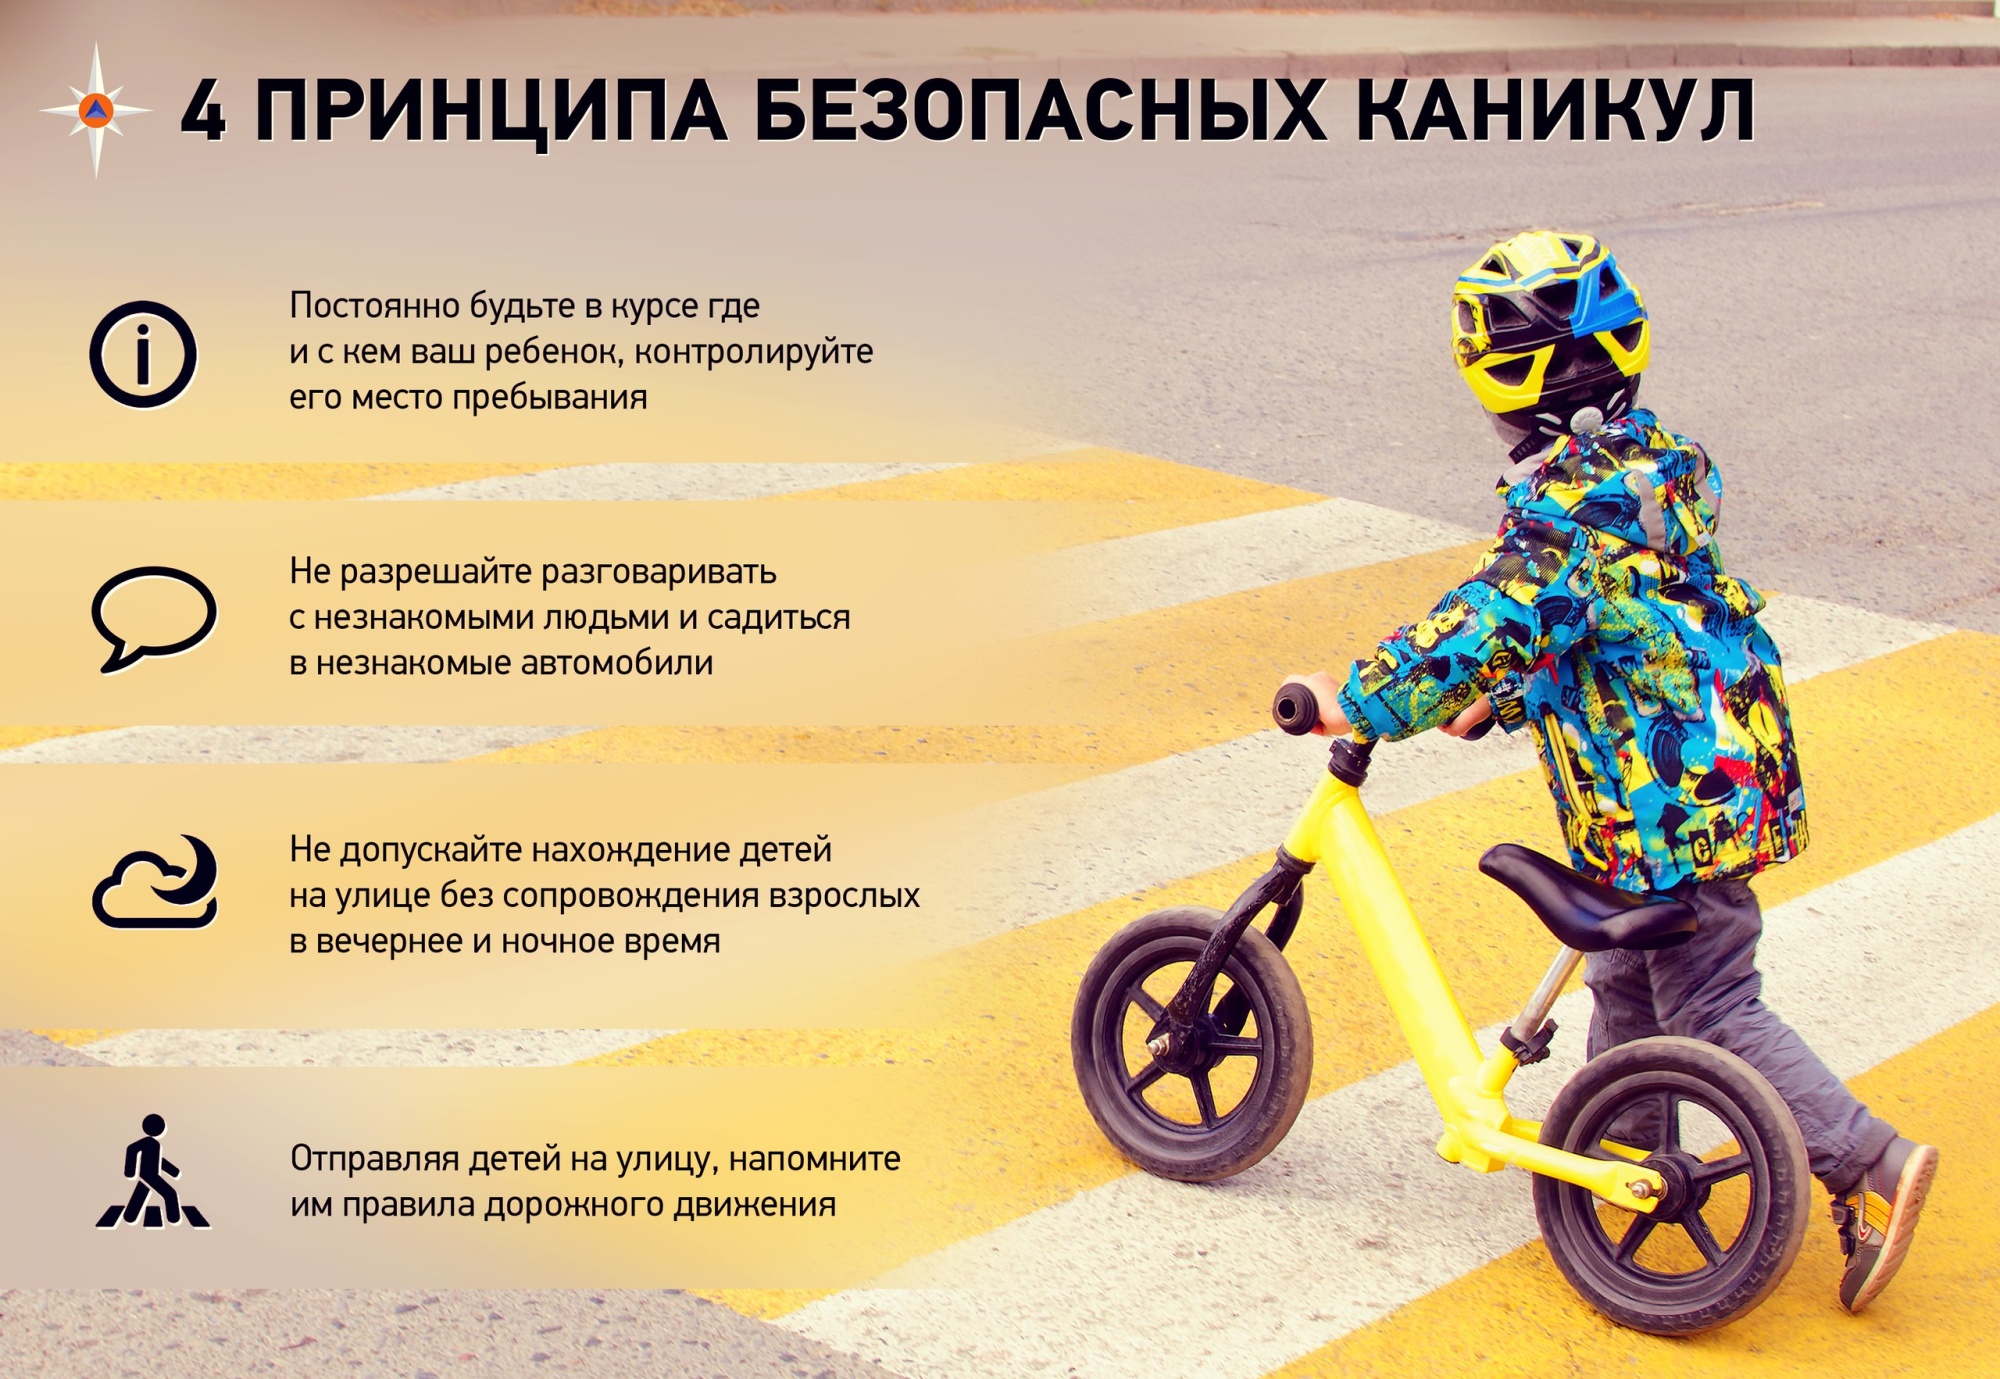 4 ПРИНЦИПА БЕЗОПАСНЫХ КАНИКУЛ
Постоянно будьте в курсе где
и с кем ваш ребенок, контролируйте
его место пребывания
Не разрешайте разговаривать
с незнакомыми людьми и садиться
в незнакомые автомобили
Не допускайте нахождение детей
на улице без сопровождения взрослых
в вечернее и ночное время
Отправляя детей на улицу, напомните
им правила дорожного движения